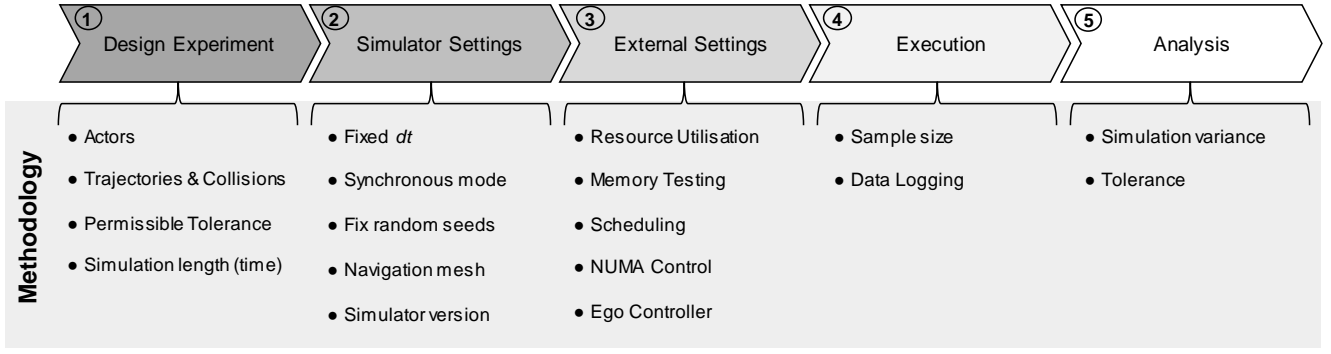 1
Design Experiment
2
Simulator Settings
3
External Settings
4
Execution
5
Analysis
Methodology
● Actors
● Trajectories & Collisions
● Permissible Tolerance
● Simulation length (time)
● Fixed dt
● Synchronous mode
● Fix random seeds
● Navigation mesh
● Simulator version
● Resource Utilisation
● Memory Testing
● Scheduling
● NUMA Control
● Ego Controller
● Sample size
● Data Logging
● Simulation variance
● Tolerance